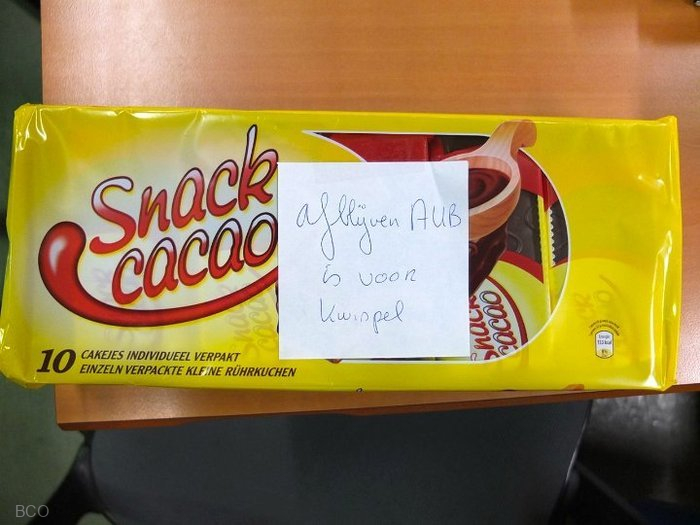 Snack
cacao
afblijven AUB
is voor
kwispel
Snack
cacao
10 CAKEJES INDIVIDUEEL VERPAKT
EINZELN VERPACKTE KLEINE RÜHRKUCHEN
BCO